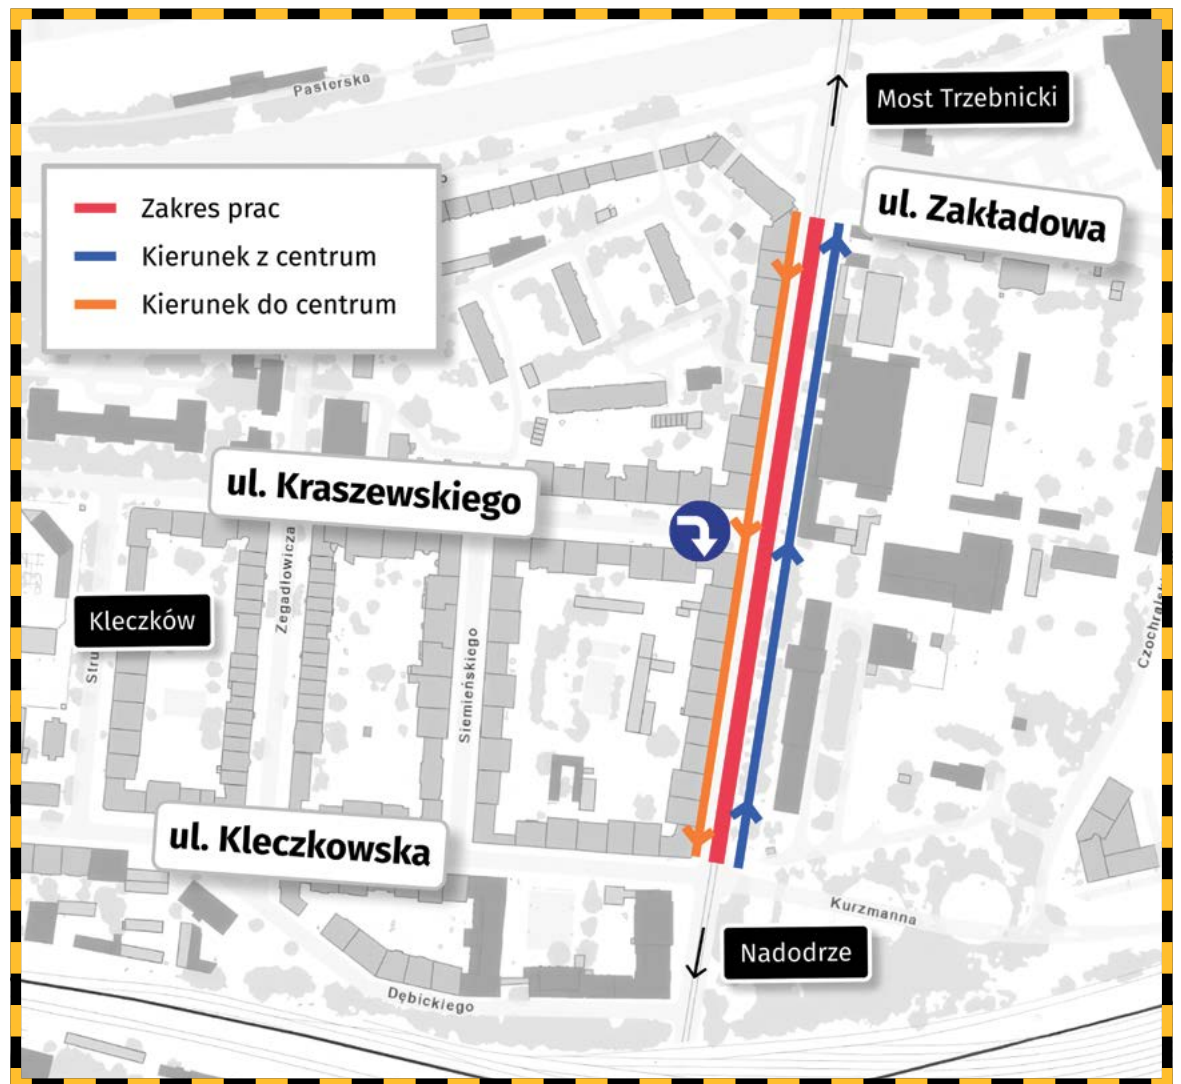 Pasterska
Most Trzebnicki
ul. Zakładowa
Zakres prac
Kierunek z centrum
Kierunek do centrum
ul. Kraszewskiego
Zegadłowicza
Kleczków
Stru
Siemieńskiego
ul. Kleczkowska
Kurzmanna
Nadodrze
Dębickiego